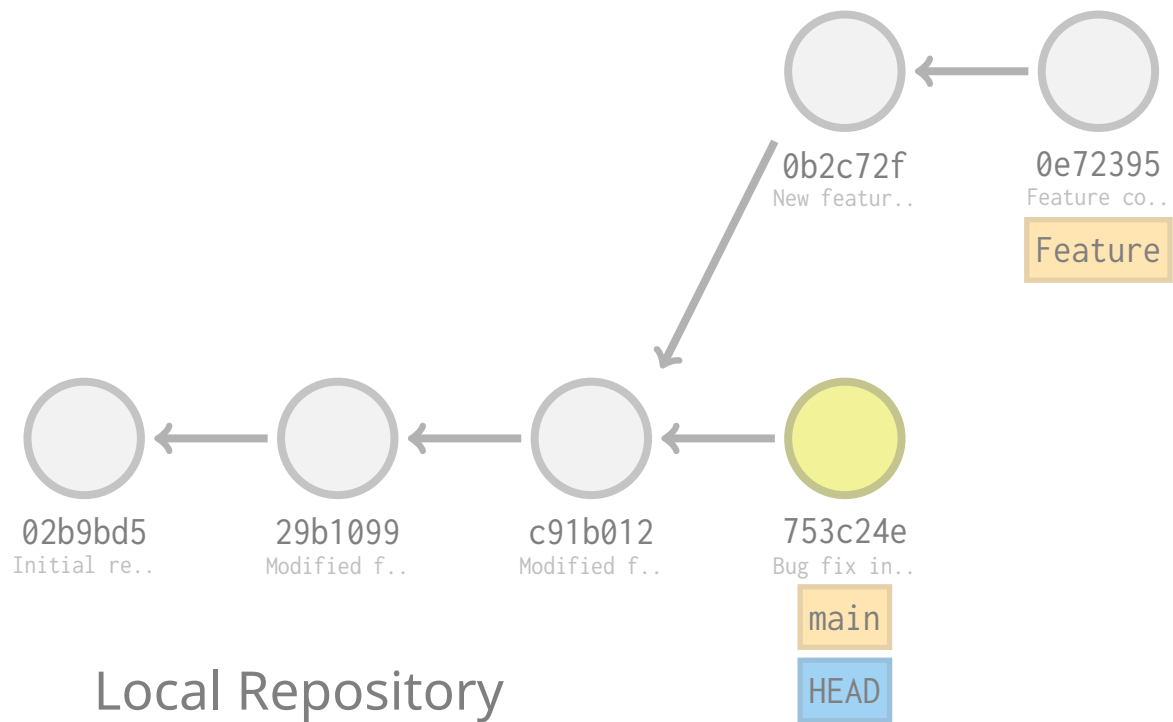 0b2c72f 0e72395
New featur.. Feature co..
Feature
02b9bd5 29b1099 c91b012 753c24e
Initial re.. Modified f.. Modified f.. Bug fix in..
main
Local Repository
HEAD